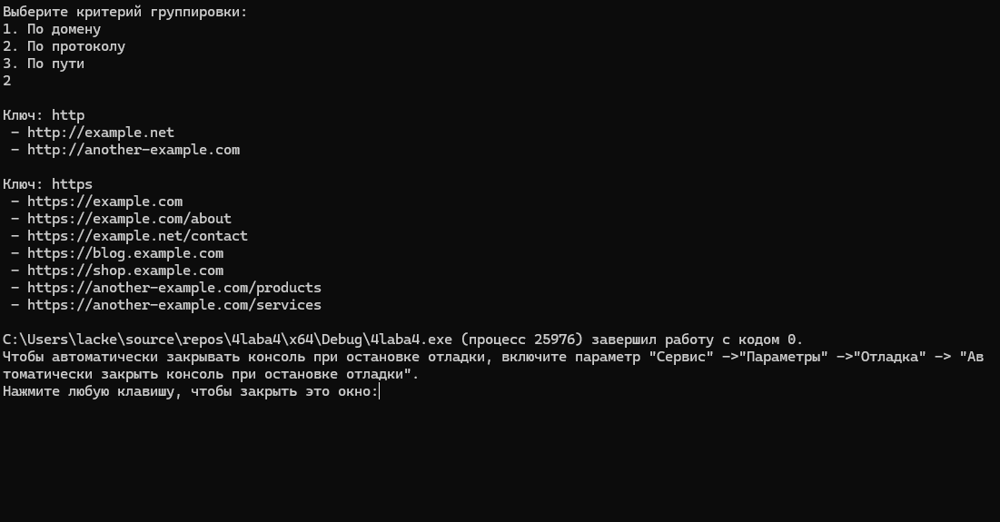 Выберите критерий группировки:
1. По домену
2. По протоколу
3. По пути
2
Ключ: http
- http://example.net
- http://another-example.com
Ключ: https
- https://example.com
- https://example.com/about
- https://example.net/contact
- https://blog.example.com
- https://shop.example.com
- https://another-example.com/products
- https://another-example.com/services
C:\Users\lacke\source\repos\4laba4\x64\Debug\4laba4.exe (процесс 25976) завершил работу с кодом 0.
Чтобы автоматически закрывать консоль при остановке отладки, включите параметр "Сервис" ->"Параметры" ->"Отладка" -> "Ав
томатически закрыть консоль при остановке отладки".
Нажмите любую клавишу, чтобы закрыть это окно: